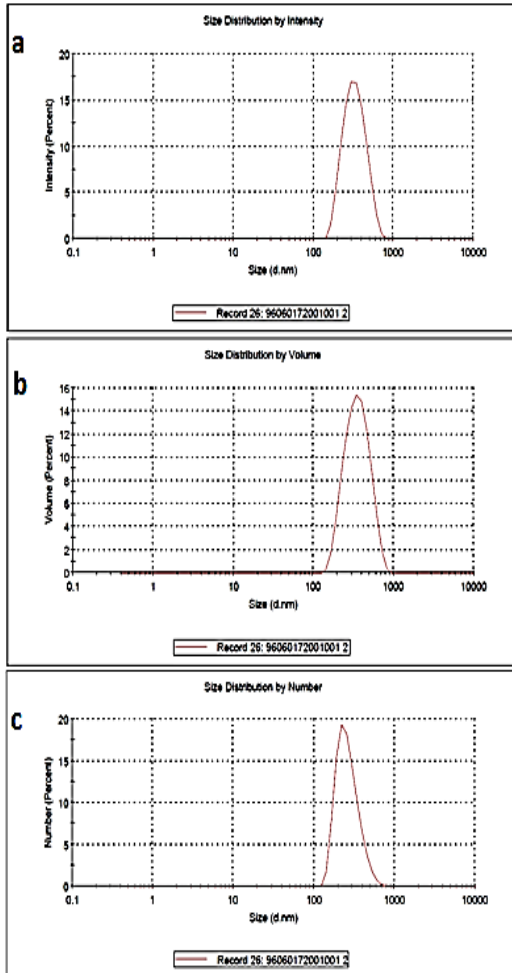 a
Size Distribution by Intensity
20
15
10
5
0
Intensity (Percent)
0.1 1 10 100 1000 10000
Size (d.nm)
Record 26: 96060172001001 2
b
Size Distribution by Volume
16
14
12
10
8
6
4
2
0
Volume (Percent)
0.1 1 10 100 1000 10000
Size (d.nm)
Record 26: 96060172001001 2
c
Size Distribution by Number
20
15
10
5
0
Number (Percent)
0.1 1 10 100 1000 10000
Size (d.nm)
Record 26: 96060172001001 2